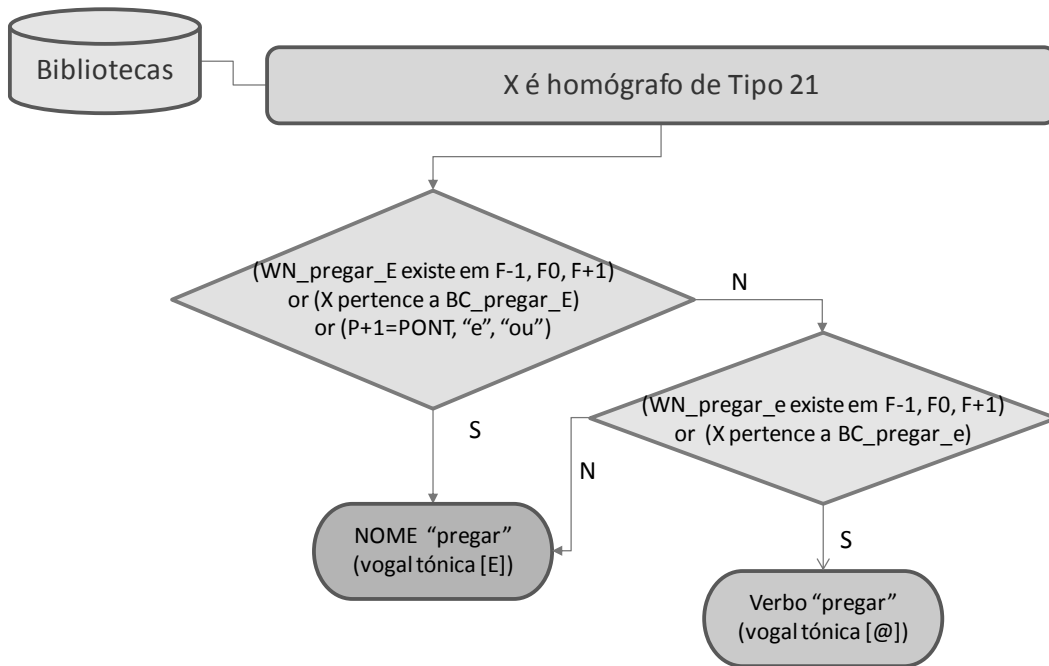 Bibliotecas
X é homógrafo de Tipo 21
(WN_pregar_E existe em F-1, F0, F+1)
or (X pertence a BC_pregar_E)
or (P+1=PONT, “e”, “ou”)
N
(WN_pregar_e existe em F-1, F0, F+1)
or (X pertence a BC_pregar_e)
S
N
NOME “pregar”
(vogal tónica [E])
S
Verbo “pregar”
(vogal tónica [@])